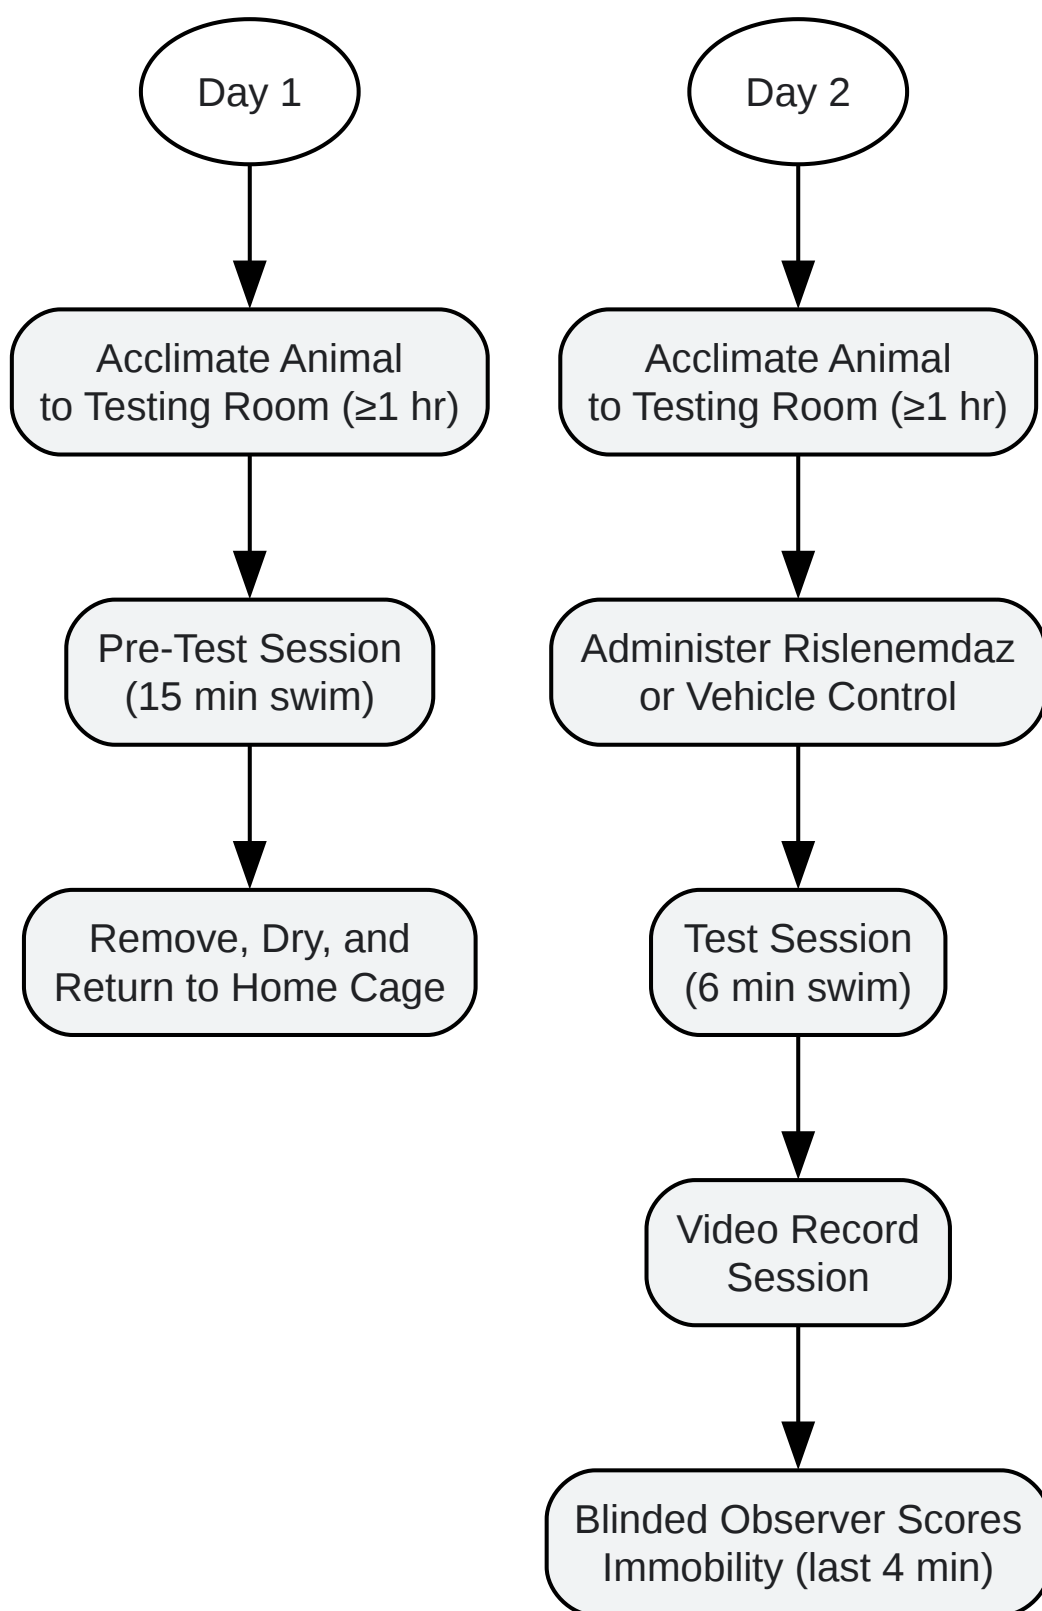 Day 1
Acclimate Animal
to Testing Room (≥1 hr)
Pre-Test Session
(15 min swim)
Remove, Dry, and
Return to Home Cage
Day 2
Acclimate Animal
to Testing Room (≥1 hr)
Administer Rislenemdaz
or Vehicle Control
Test Session
(6 min swim)
Video Record
Session
Blinded Observer Scores
Immobility (last 4 min)